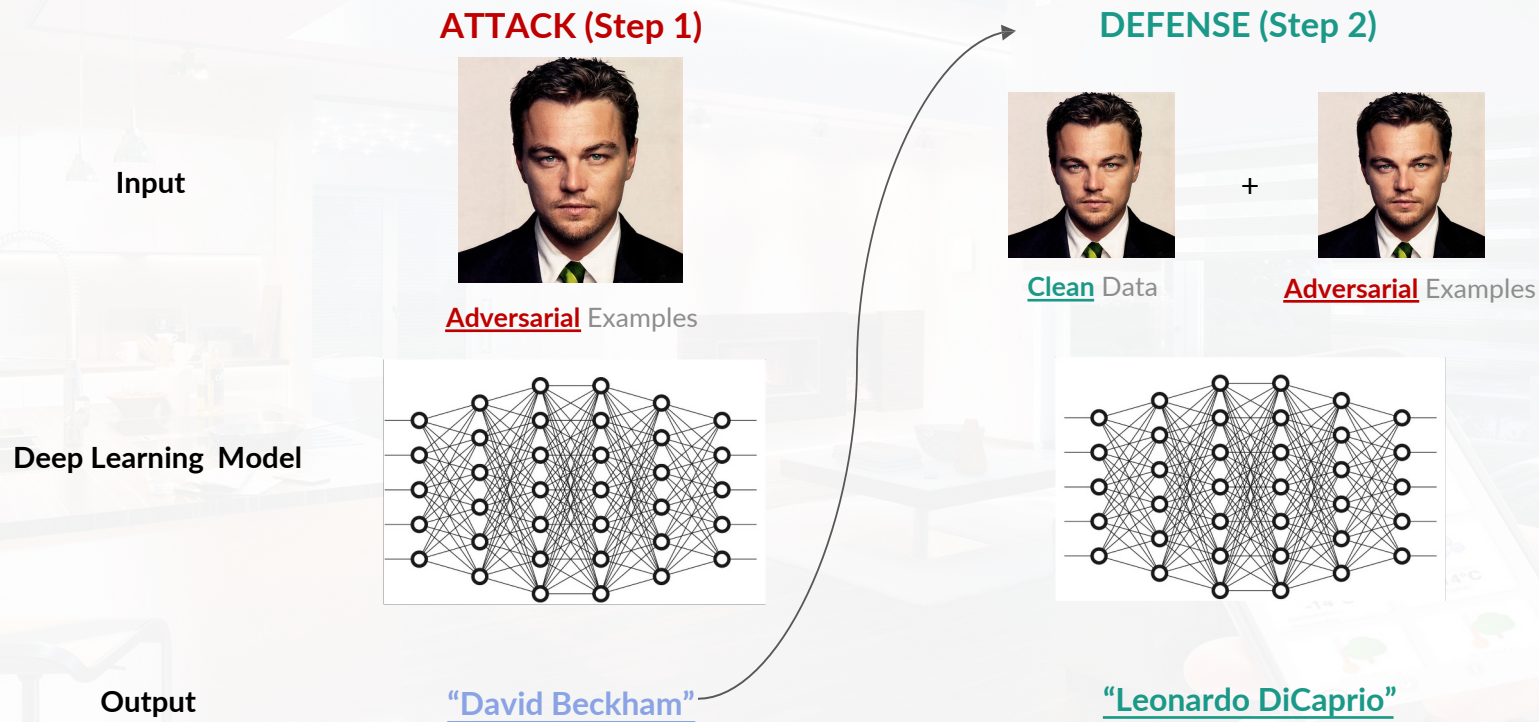 ATTACK (Step 1)
DEFENSE (Step 2)
Input
+
Clean Data
Adversarial Examples
Adversarial Examples
Deep Learning Model
Output
“David Beckham”
“Leonardo DiCaprio”